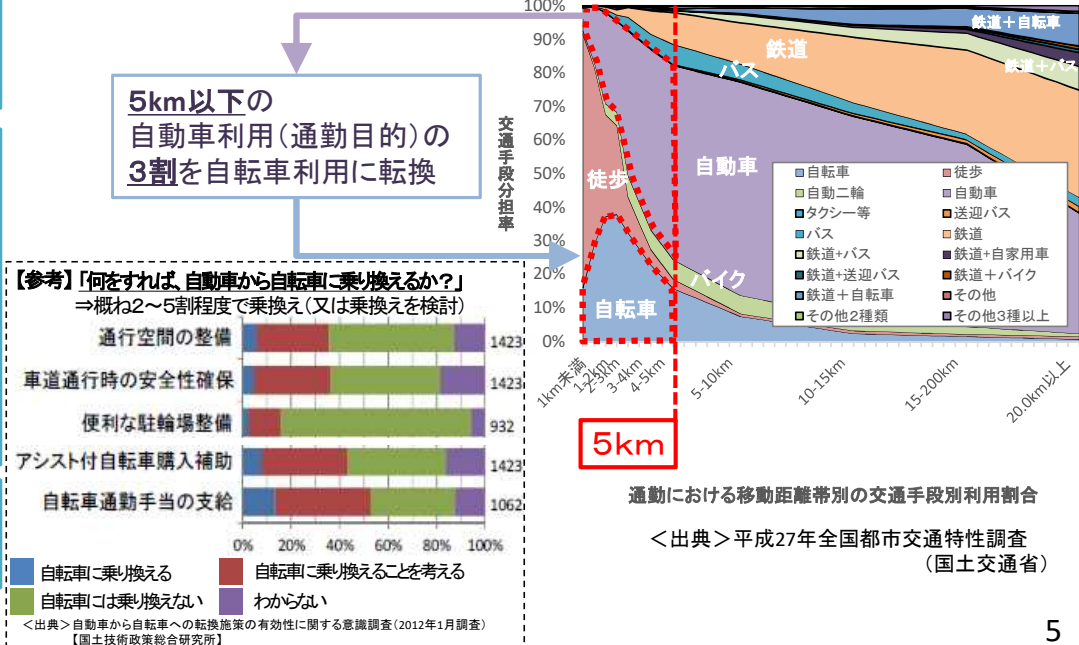 5km以下の
自動車利用(通勤目的)の
3割を自転車利用に転換
【参考】「何をすれば、自動車から自転車に乗り換えるか?」
⇒概ね2~5割程度で乗換え(又は乗換えを検討)
通行空間の整備
1423
車道通行時の安全性確保
1423
便利な駐輪場整備
932
アシスト付自転車購入補助
1423
自転車通勤手当の支給
1062
0% 20% 40% 60% 80% 100%
自転車に乗り換える
自転車に乗り換えることを考える
自転車には乗り換えない
わからない
<出典>自動車から自転車への転換施策の有効性に関する意識調査(2012年1月調査)
【国土技術政策総合研究所】
交通手段分担率
100%
90%
80%
70%
60%
50%
40%
30%
20%
10%
0%
鉄道+自転車
鉄道
鉄道+バス
バス
自動車
徒歩
バイク
自転車
自転車
徒歩
自動二輪
自動車
タクシー等
送迎バス
バス
鉄道
鉄道+バス
鉄道+自家用車
鉄道+送迎バス
鉄道+バイク
鉄道+自転車
その他
その他2種類
その他3種以上
1km未満
1-2km
2-3km
3-4km
4-5km
5-10km
10-15km
15-200km
20.0km以上
5km
通勤における移動距離帯別の交通手段別利用割合
<出典>平成27年全国都市交通特性調査
(国土交通省)
5